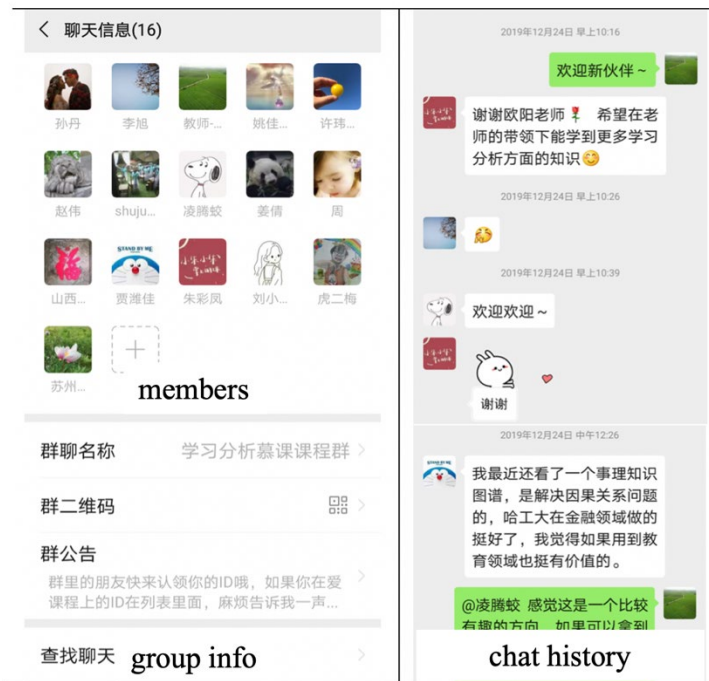 聊天信息(16)
孙丹 李旭 教师-... 姚佳... 许玮...
赵伟 shuju... 凌腾蛟 姜倩 周
STAND BY ME
山西... 贾潍佳 朱彩凤 刘小... 虎二梅
苏州...
members
群聊名称 学习分析慕课课程群
群二维码
群公告
群里的朋友快来认领你的ID哦，如果你在爱
课程上的ID在列表里面，麻烦告诉我一声...
查找聊天
group info
2019年12月24日 早上10:16
欢迎新伙伴～
谢谢欧阳老师🌹 希望在老
师的带领下能学到更多学习
分析方面的知识😊
2019年12月24日 早上10:26
2019年12月24日 早上10:39
欢迎欢迎～
谢谢
2019年12月24日 中午12:26
我最近还看了一个事理知识
图谱，是解决因果关系问题
的，哈工大在金融领域做的
挺好了，我觉得如果用到教
育领域也挺有价值的。
@凌腾蛟 感觉这是一个比较
有趣的方向，如果可以拿到
chat history